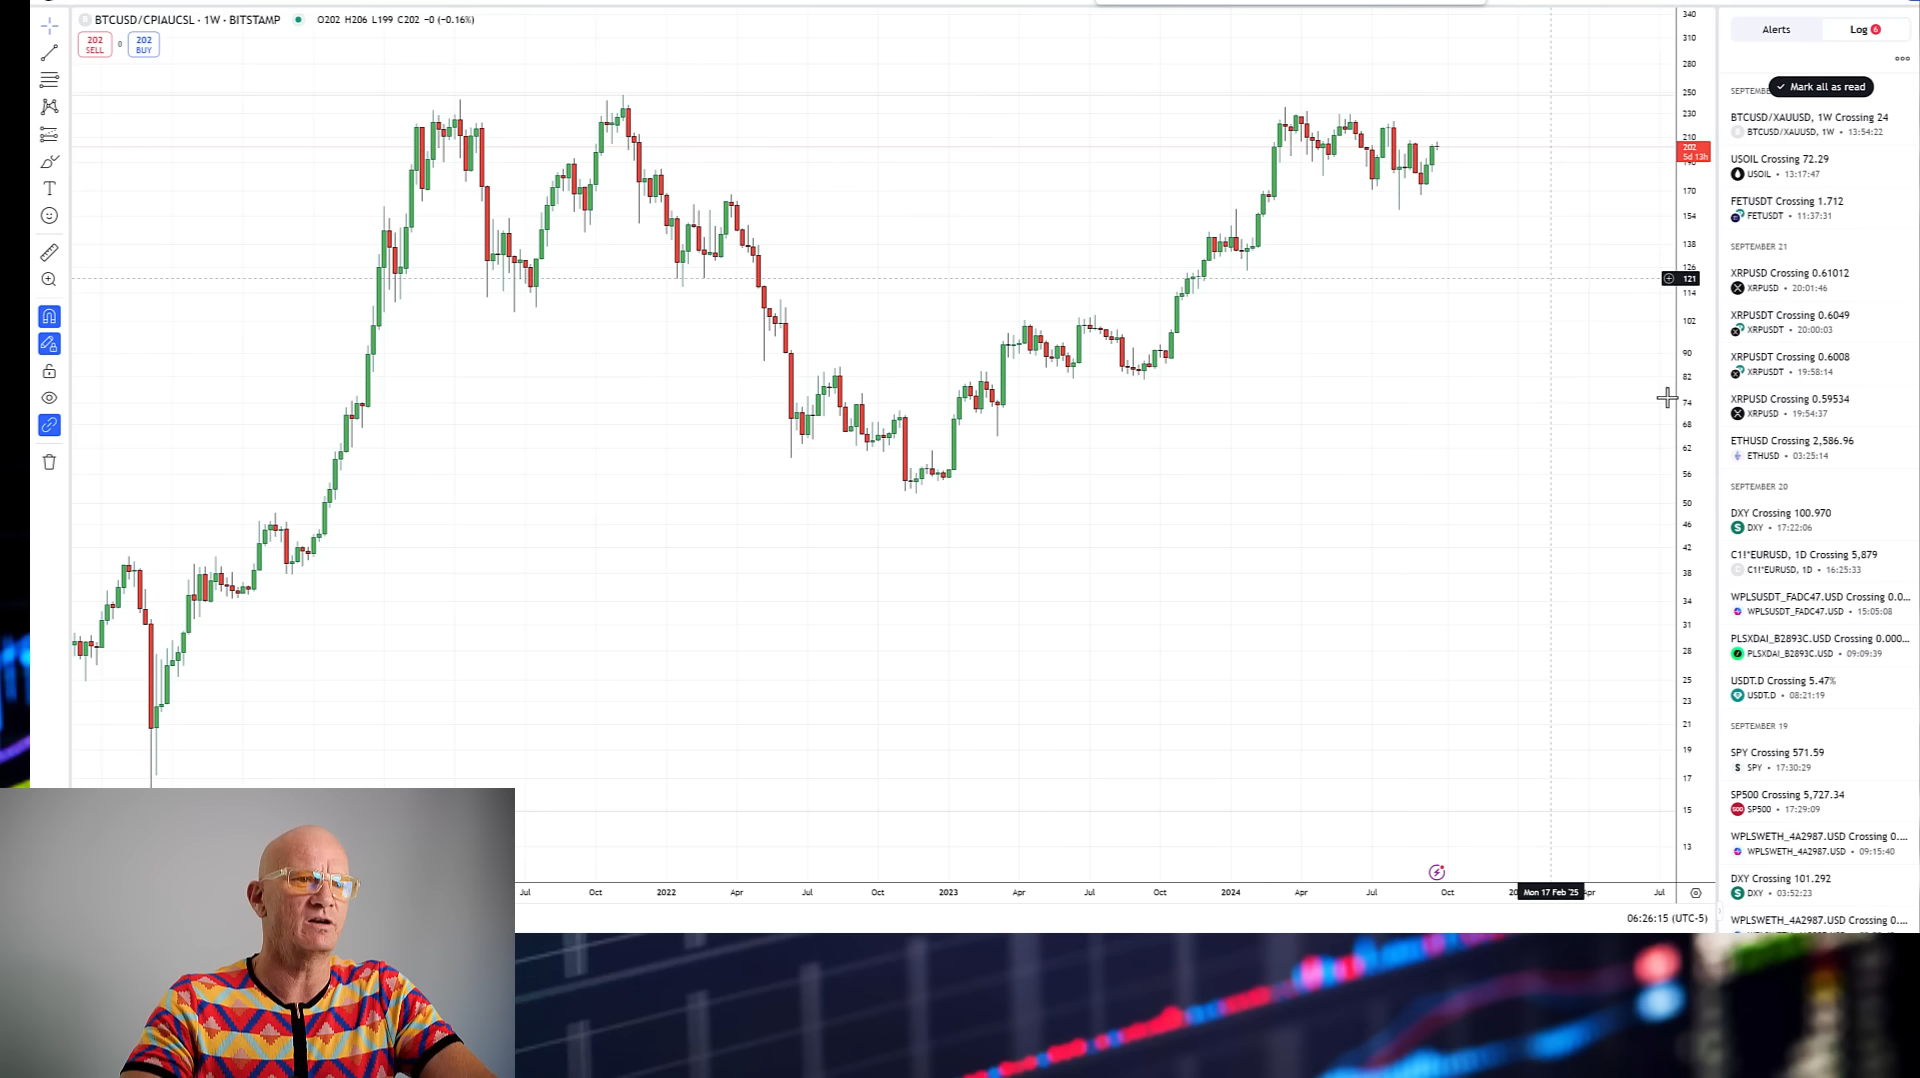 BTCUSD/CPIAUCSL · 1W · BITSTAMP O202 H206 L199 C202 −0 (−0.16%)
202 SELL 0 202 BUY
340
310
280
250
230
210
202
5d 13h
190
170
154
138
126
121
114
102
90
82
74
68
62
56
50
46
42
38
34
31
28
25
23
21
19
17
15
13
Jul Oct 2022 Apr Jul Oct 2023 Apr Jul Oct 2024 Apr Jul Oct Mon 17 Feb '25 Apr Jul
06:26:15 (UTC-5)
Alerts Log 6
Mark all as read
BTCUSD/XAUUSD, 1W Crossing 24
BTCUSD/XAUUSD, 1W • 13:54:22
USOIL Crossing 72.29
USOIL • 13:17:47
FETUSDT Crossing 1.712
FETUSDT • 11:37:31
SEPTEMBER 21
XRPUSD Crossing 0.61012
XRPUSD • 20:01:46
XRPUSDT Crossing 0.6049
XRPUSDT • 20:00:03
XRPUSDT Crossing 0.6008
XRPUSDT • 19:58:14
XRPUSD Crossing 0.59534
XRPUSD • 19:54:37
ETHUSD Crossing 2,586.96
ETHUSD • 03:25:14
SEPTEMBER 20
DXY Crossing 100.970
DXY • 17:22:06
C1!*EURUSD, 1D Crossing 5,879
C1!*EURUSD, 1D • 16:25:33
WPLSUSDT_FADC47.USD Crossing 0.0...
WPLSUSDT_FADC47.USD • 15:05:08
PLSXDAI_B2893C.USD Crossing 0.000...
PLSXDAI_B2893C.USD • 09:09:39
USDT.D Crossing 5.47%
USDT.D • 08:21:19
SEPTEMBER 19
SPY Crossing 571.59
SPY • 17:30:29
SP500 Crossing 5,727.34
SP500 • 17:29:09
WPLSWETH_4A2987.USD Crossing 0....
WPLSWETH_4A2987.USD • 09:15:40
DXY Crossing 101.292
DXY • 03:52:23
WPLSWETH_4A2987.USD Crossing 0....